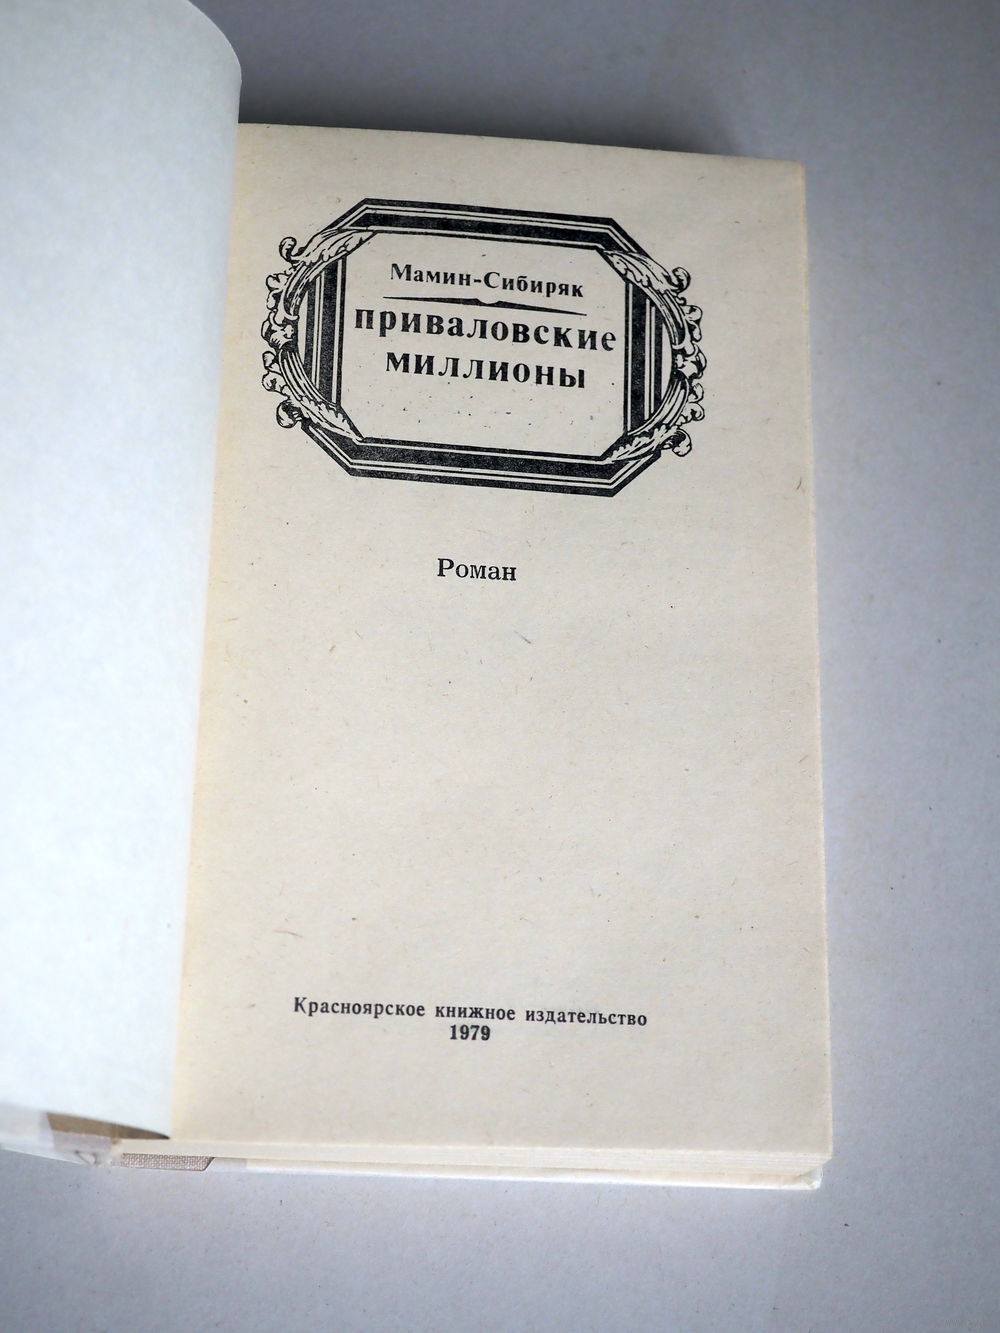 Мамин-Сибиряк
приваловские
миллионы
Роман
Красноярское книжное издательство
1979